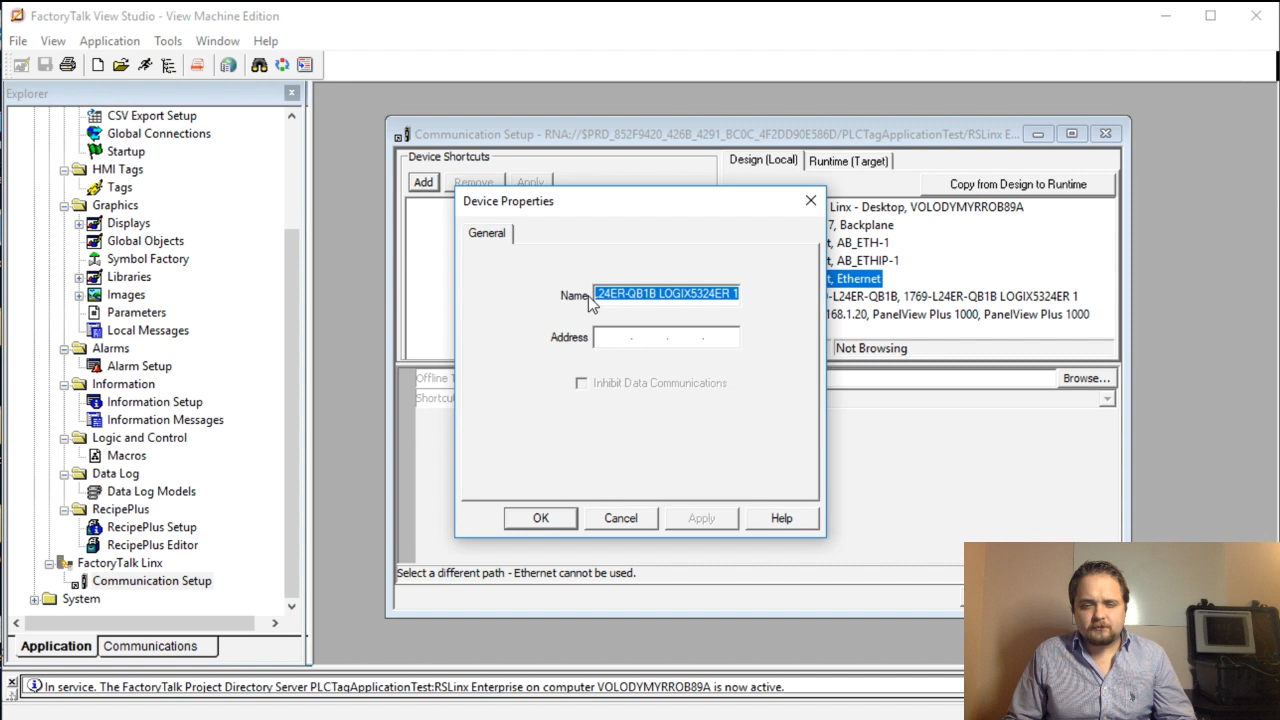 FactoryTalk View Studio - View Machine Edition
File View Application Tools Window Help
Explorer
CSV Export Setup
Global Connections
Startup
HMI Tags
Tags
Graphics
Displays
Global Objects
Symbol Factory
Libraries
Images
Parameters
Local Messages
Alarms
Alarm Setup
Information
Information Setup
Information Messages
Logic and Control
Macros
Data Log
Data Log Models
RecipePlus
RecipePlus Setup
RecipePlus Editor
FactoryTalk Linx
Communication Setup
System
Application Communications
Communication Setup - RNA://$PRD_852F9420_426B_4291_BC0C_4F2DD90E586D/PLCTagApplicationTest/RSLinx E...
Device Shortcuts
Add Remove Apply
Design (Local) Runtime (Target)
Copy from Design to Runtime
Linx - Desktop, VOLODYMYRROB89A
7, Backplane
t, AB_ETH-1
t, AB_ETHIP-1
t, Ethernet
-L24ER-QB1B, 1769-L24ER-QB1B LOGIX5324ER 1
168.1.20, PanelView Plus 1000, PanelView Plus 1000
Not Browsing
Offline T
Browse...
Shortcu
Select a different path - Ethernet cannot be used.
Device Properties
General
Name L24ER-QB1B LOGIX5324ER 1
Address . . .
Inhibit Data Communications
OK Cancel Apply Help
In service. The FactoryTalk Project Directory Server PLCTagApplicationTest:RSLinx Enterprise on computer VOLODYMYRROB89A is now active.